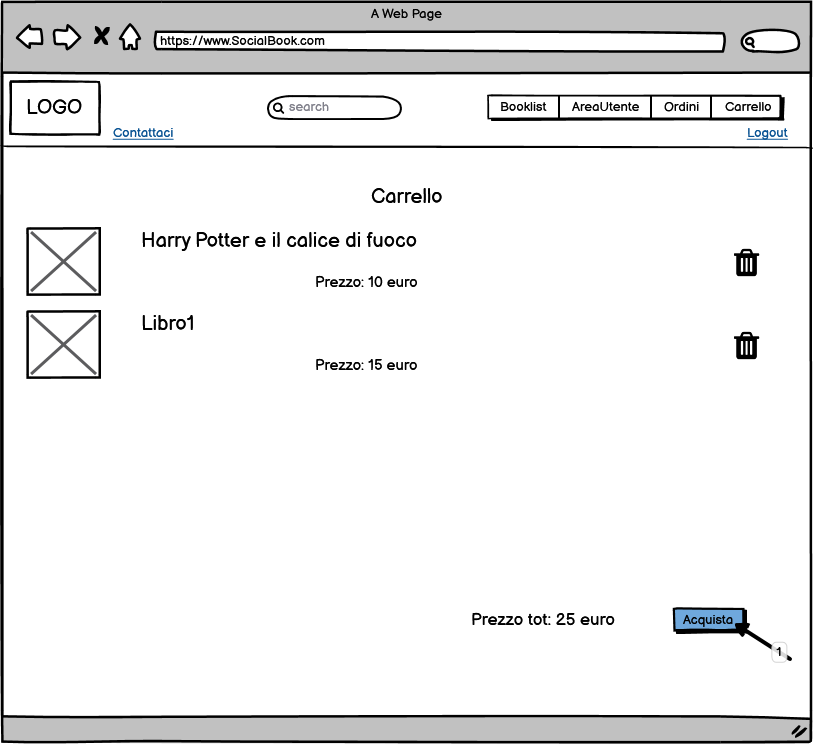 A Web Page
https://www.SocialBook.com
LOGO
search
Booklist
AreaUtente
Ordini
Carrello
Contattaci
Logout
Carrello
Harry Potter e il calice di fuoco
Prezzo: 10 euro
Libro1
Prezzo: 15 euro
Prezzo tot: 25 euro
Acquista
1